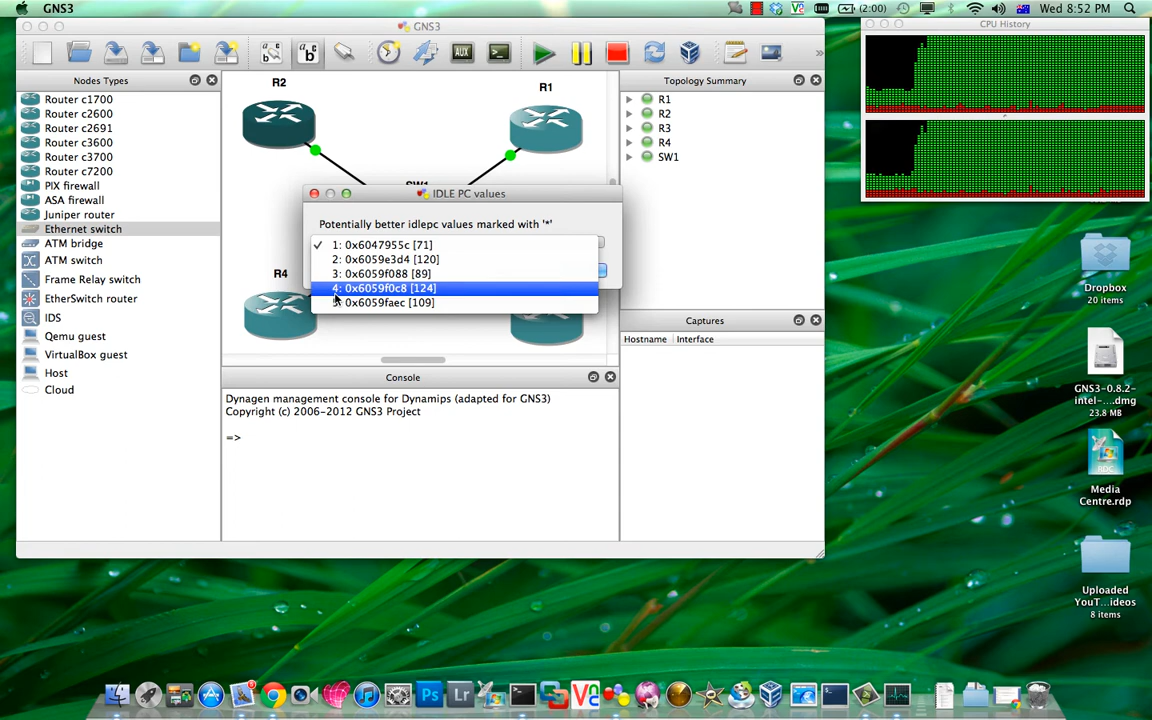 GNS3
(2:00)
Wed 8:52 PM
GNS3
AUX
Nodes Types
Router c1700
Router c2600
Router c2691
Router c3600
Router c3700
Router c7200
PIX firewall
ASA firewall
Juniper router
Ethernet switch
ATM bridge
ATM switch
Frame Relay switch
EtherSwitch router
IDS
Qemu guest
VirtualBox guest
Host
Cloud
R2
R1
SW1
R4
IDLE PC values
Potentially better idlepc values marked with '*'
1: 0x6047955c [71]
2: 0x6059e3d4 [120]
3: 0x6059f088 [89]
4: 0x6059f0c8 [124]
5: 0x6059faec [109]
Topology Summary
R1
R2
R3
R4
SW1
Captures
Hostname
Interface
Console
Dynagen management console for Dynamips (adapted for GNS3)
Copyright (c) 2006-2012 GNS3 Project
=>
CPU History
Dropbox
20 items
GNS3-0.8.2-
intel-....dmg
23.8 MB
RDC
Media
Centre.rdp
Uploaded
YouT...ideos
8 items
Ps
Lr